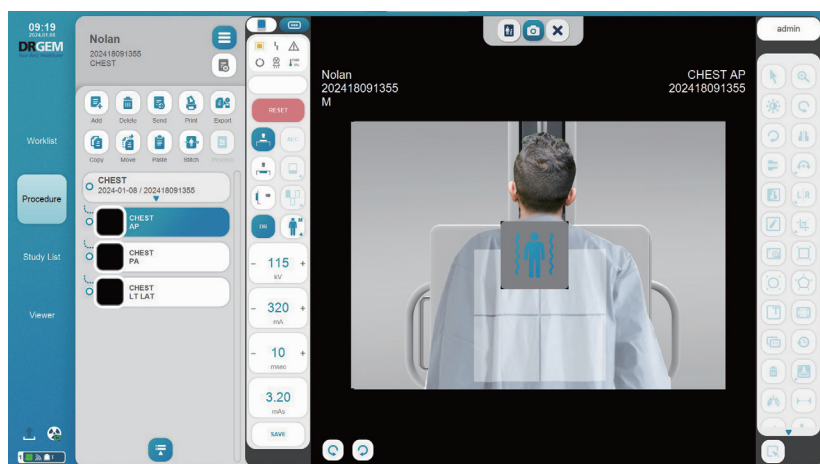 09:19
2024.01.08
DRGEM
Worklist
Procedure
Study List
Viewer
Nolan
202418091355
CHEST
Add
Delete
Send
Print
Export
Copy
Move
Paste
Stitch
CHEST
2024-01-08 / 202418091355
CHEST
AP
CHEST
PA
CHEST
LT LAT
RESET
AEC
DR
M
- 115 +
kV
- 320 +
mA
- 10 +
msec
3.20
mAs
SAVE
Nolan
202418091355
M
CHEST AP
202418091355
admin
L R